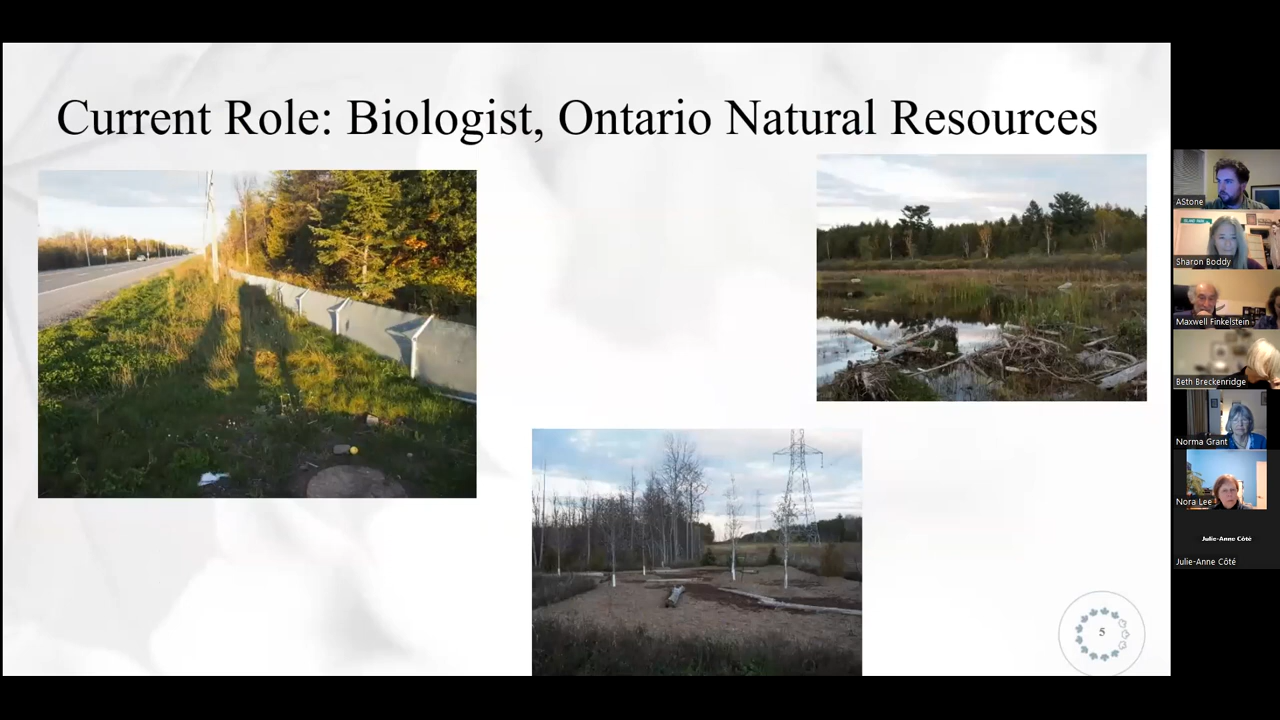 Current Role: Biologist, Ontario Natural Resources
5
AStone
Sharon Boddy
Maxwell Finkelstein
Beth Breckenridge
Norma Grant
Nora Lee
Julie-Anne Côté
Julie-Anne Côté